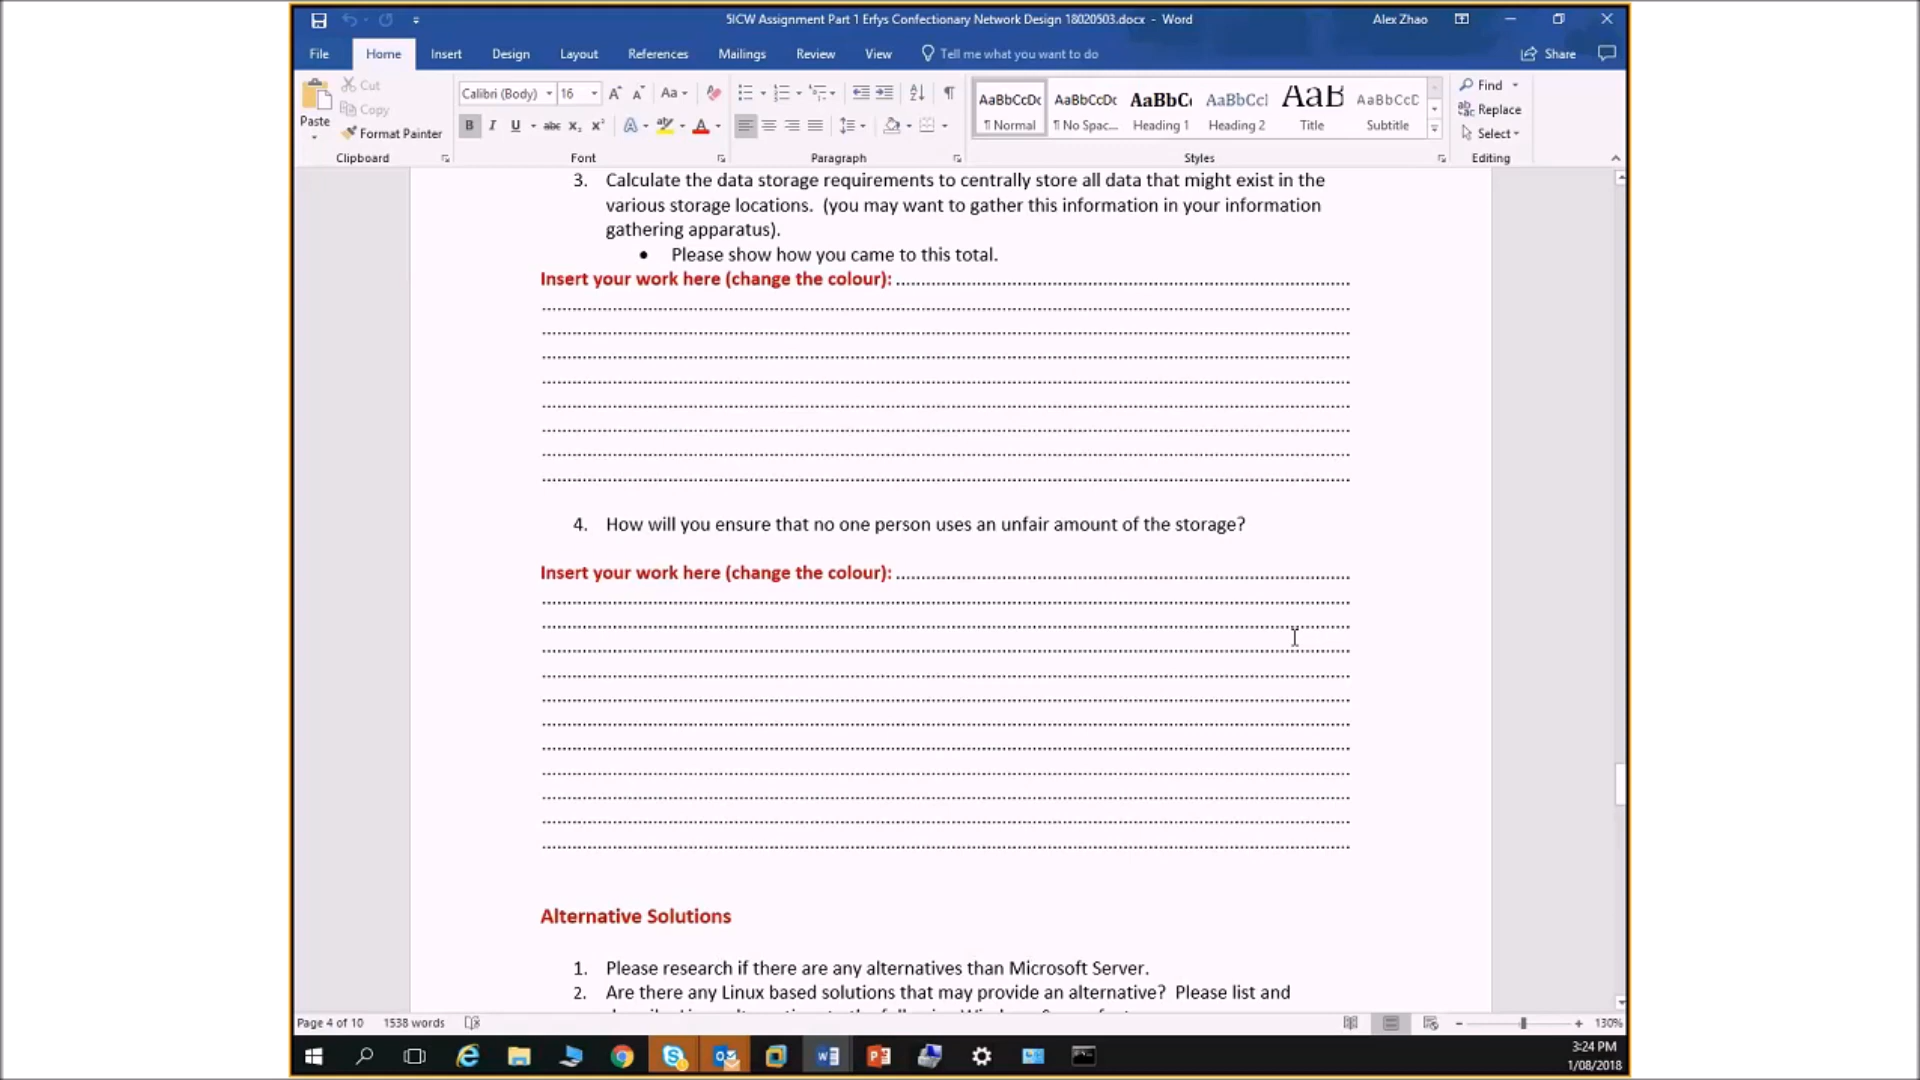 5ICW Assignment Part 1 Erfys Confectionary Network Design 18020503.docx - Word
Alex Zhao
File Home Insert Design Layout References Mailings Review View Tell me what you want to do Share
Paste
Cut
Copy
Format Painter
Calibri (Body) 16
AaBbCcDc AaBbCcDc AaBbC AaBbCcl AaB AaBbCcD
¶ Normal ¶ No Spac... Heading 1 Heading 2 Title Subtitle
Find
Replace
Select
Clipboard Font Paragraph Styles Editing
3. Calculate the data storage requirements to centrally store all data that might exist in the
various storage locations. (you may want to gather this information in your information
gathering apparatus).
• Please show how you came to this total.
Insert your work here (change the colour):
4. How will you ensure that no one person uses an unfair amount of the storage?
Insert your work here (change the colour):
Alternative Solutions
1. Please research if there are any alternatives than Microsoft Server.
2. Are there any Linux based solutions that may provide an alternative? Please list and
Page 4 of 10 1538 words 130%
3:24 PM
1/08/2018